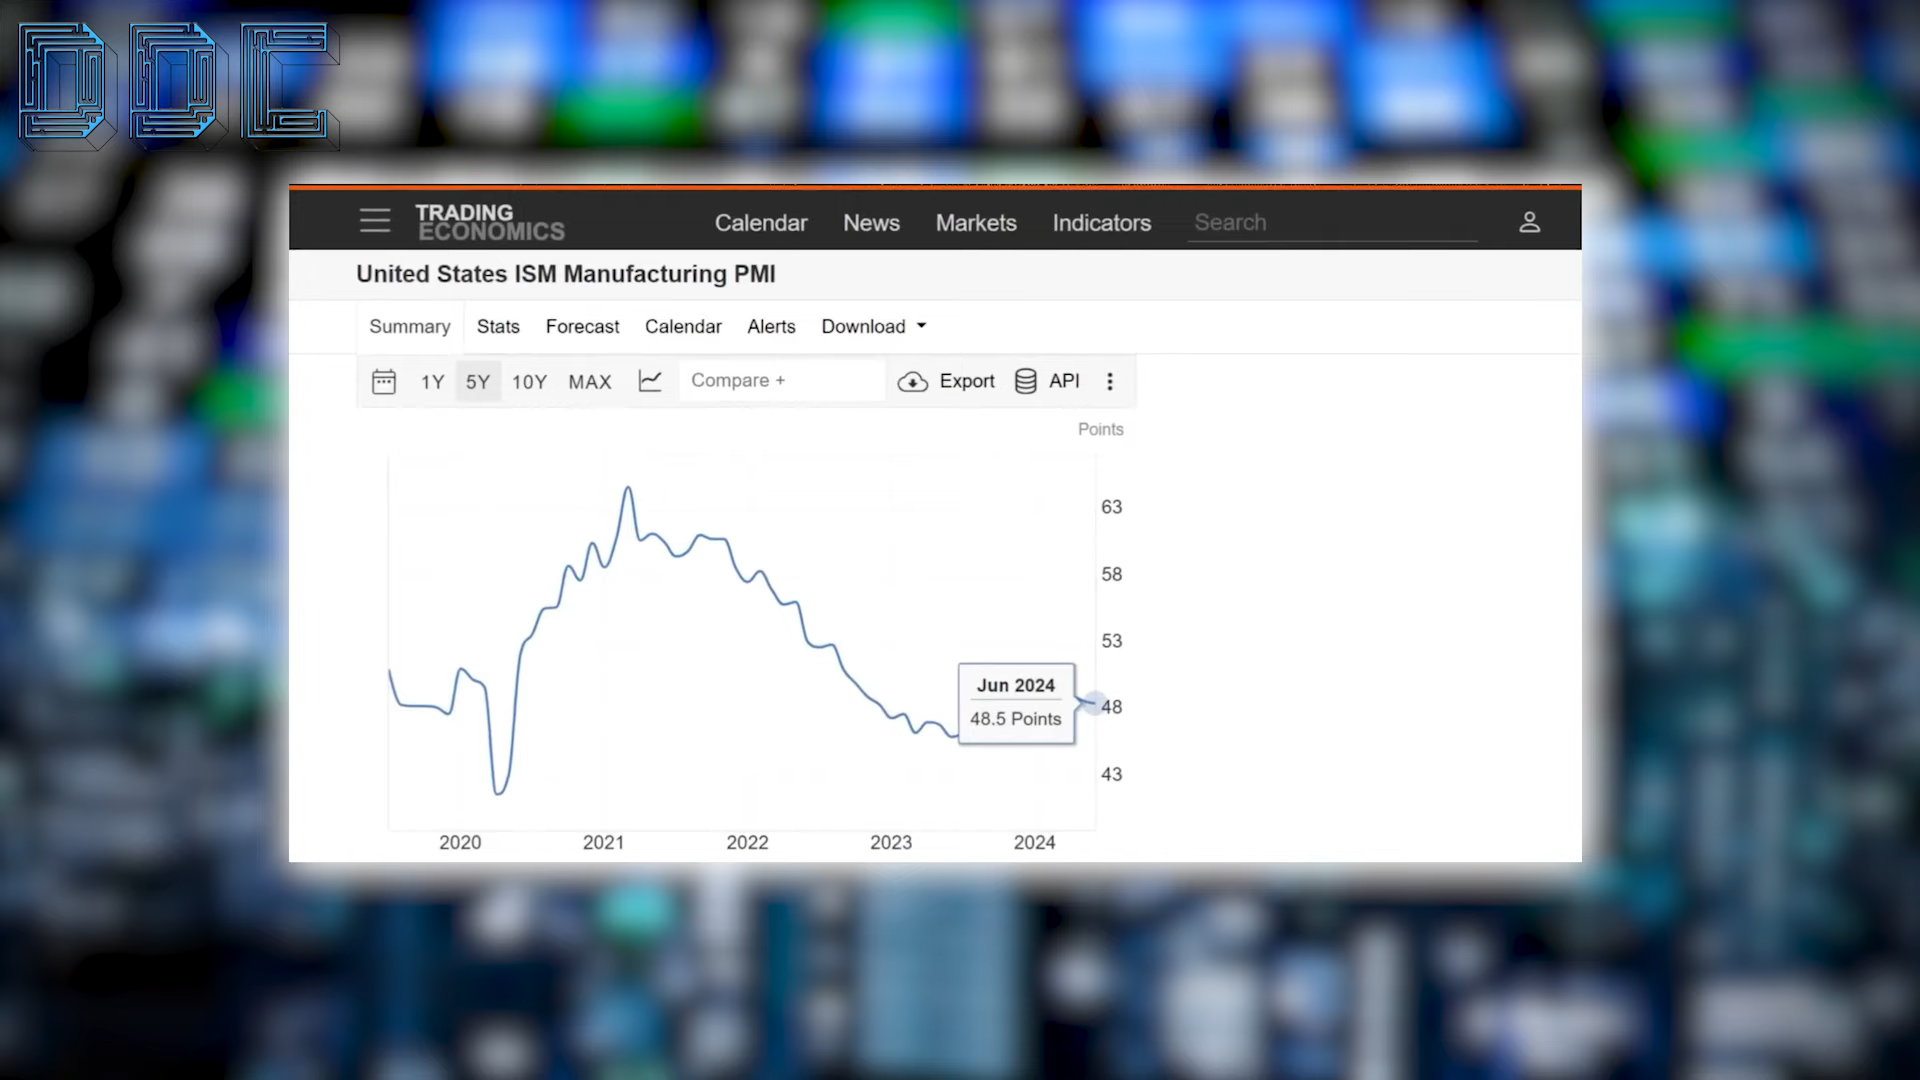 DDC
TRADING
ECONOMICS
Calendar News Markets Indicators Search
United States ISM Manufacturing PMI
Summary Stats Forecast Calendar Alerts Download
1Y 5Y 10Y MAX Compare + Export API
Points
63
58
53
Jun 2024
48.5 Points
48
43
2020 2021 2022 2023 2024